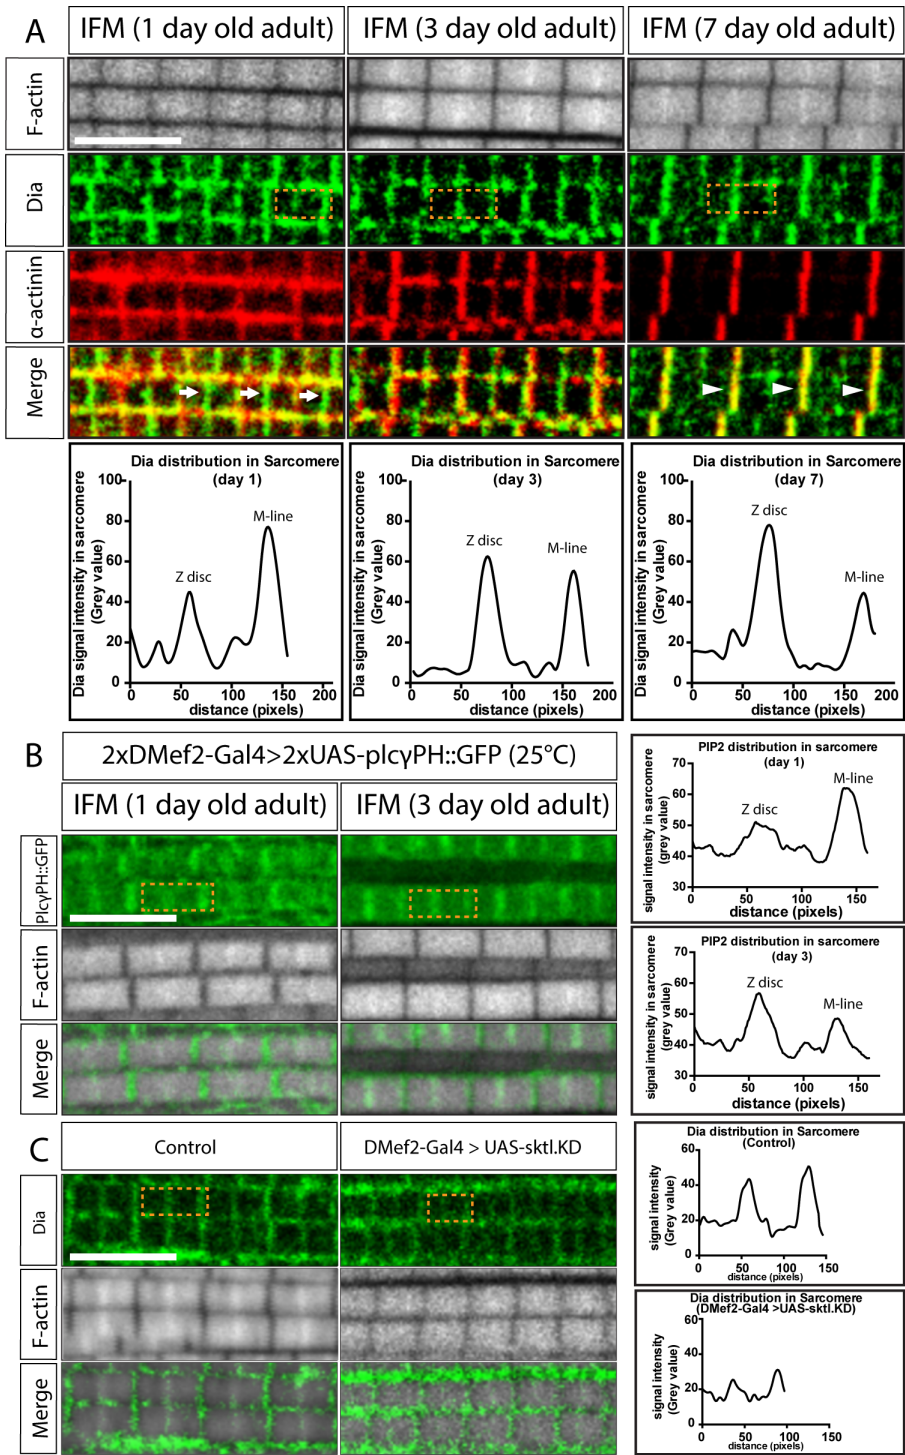 A
IFM (1 day old adult)
IFM (3 day old adult)
IFM (7 day old adult)
F-actin
Dia
α-actinin
Merge
Dia distribution in Sarcomere
(day 1)
Dia signal intensity in sarcomere
(Grey value)
100
80
60
40
20
0
Z disc
M-line
0 50 100 150 200
distance (pixels)
Dia distribution in Sarcomere
(day 3)
Dia signal intensity in sarcomere
(Grey value)
100
80
60
40
20
0
Z disc
M-line
0 50 100 150 200
distance (pixels)
Dia distribution in Sarcomere
(day 7)
Dia signal intensity in sarcomere
(Grey value)
100
80
60
40
20
0
Z disc
M-line
0 50 100 150 200
distance (pixels)
B
2xDMef2-Gal4>2xUAS-plcγPH::GFP (25°C)
IFM (1 day old adult)
IFM (3 day old adult)
PlcγPH::GFP
F-actin
Merge
PIP2 distribution in sarcomere
(day 1)
signal intensity in sarcomere
(grey value)
70
60
50
40
30
Z disc
M-line
0 50 100 150
distance (pixels)
PIP2 distribution in sarcomere
(day 3)
signal intensity in sarcomere
(grey value)
70
60
50
40
30
Z disc
M-line
0 50 100 150
distance (pixels)
C
Control
DMef2-Gal4 > UAS-sktl.KD
Dia
F-actin
Merge
Dia distribution in Sarcomere
(Control)
signal intensity
(Grey value)
60
40
20
0
0 50 100 150
distance (pixels)
Dia distribution in Sarcomere
(DMef2-Gal4 >UAS-sktl.KD)
signal intensity
(Grey value)
60
40
20
0
0 50 100 150
distance (pixels)